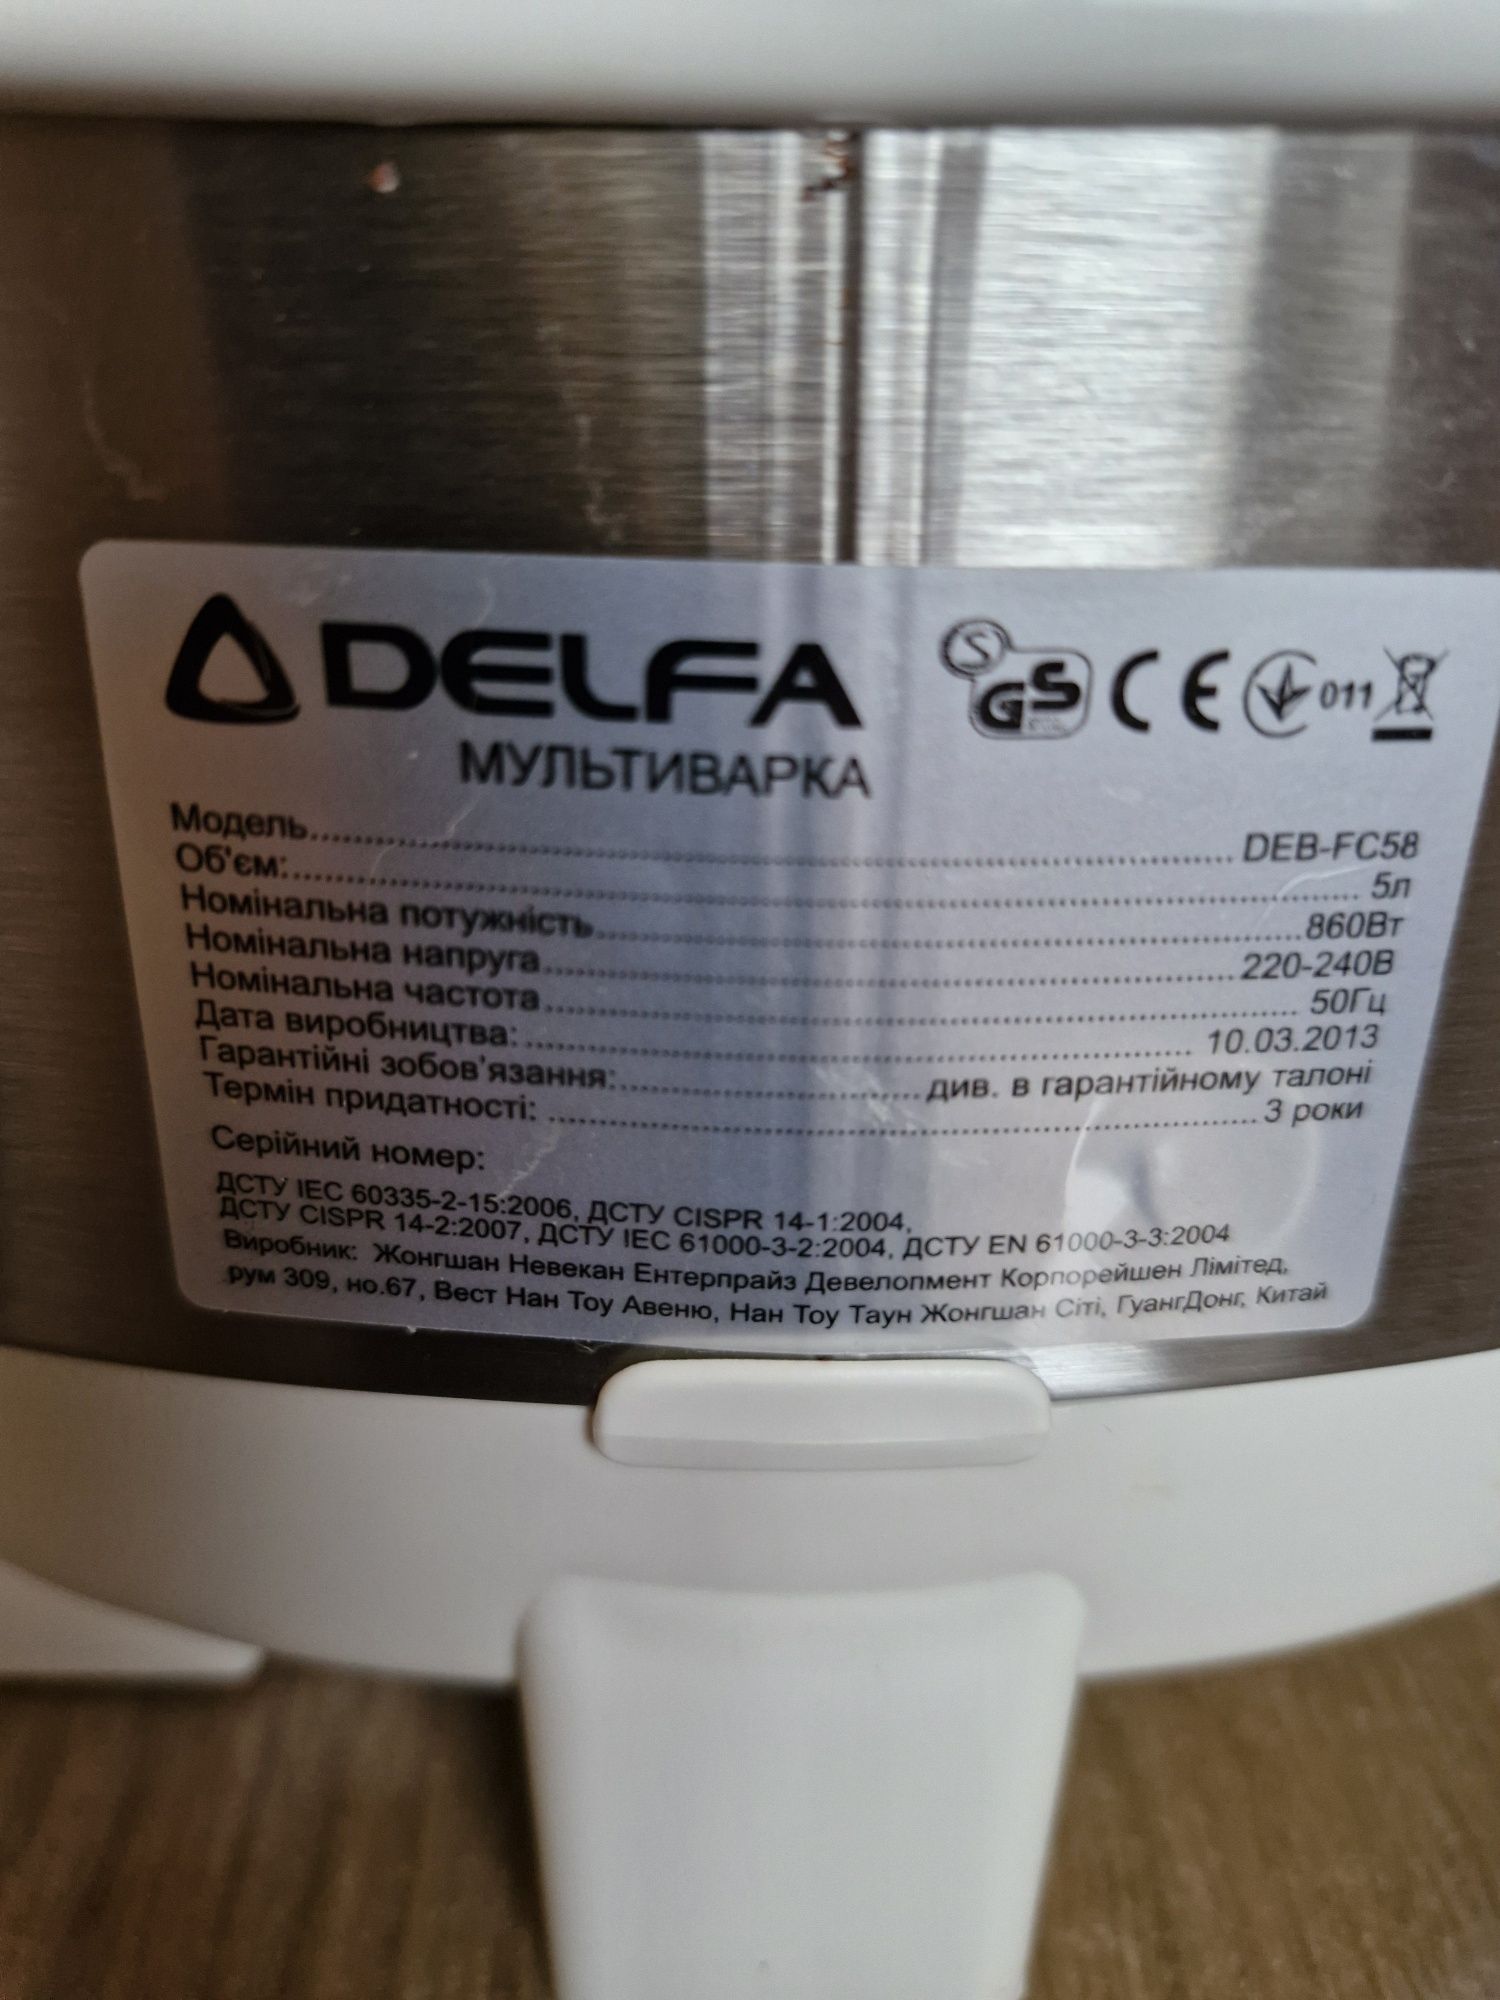 DELFA
GS CE 011
МУЛЬТИВАРКА
Модель DEB-FC58
Об'єм: 5л
Номінальна потужність 860Вт
Номінальна напруга 220-240В
Номінальна частота 50Гц
Дата виробництва: 10.03.2013
Гарантійні зобов'язання: див. в гарантійному талоні
Термін придатності: 3 роки
Серійний номер:
ДСТУ IEC 60335-2-15:2006, ДСТУ CISPR 14-1:2004,
ДСТУ CISPR 14-2:2007, ДСТУ IEC 61000-3-2:2004, ДСТУ EN 61000-3-3:2004
Виробник: Жонгшан Невекан Ентерпрайз Девелопмент Корпорейшен Лімітед,
рум 309, но.67, Вест Нан Тоу Авеню, Нан Тоу Таун Жонгшан Сіті, ГуангДонг, Китай